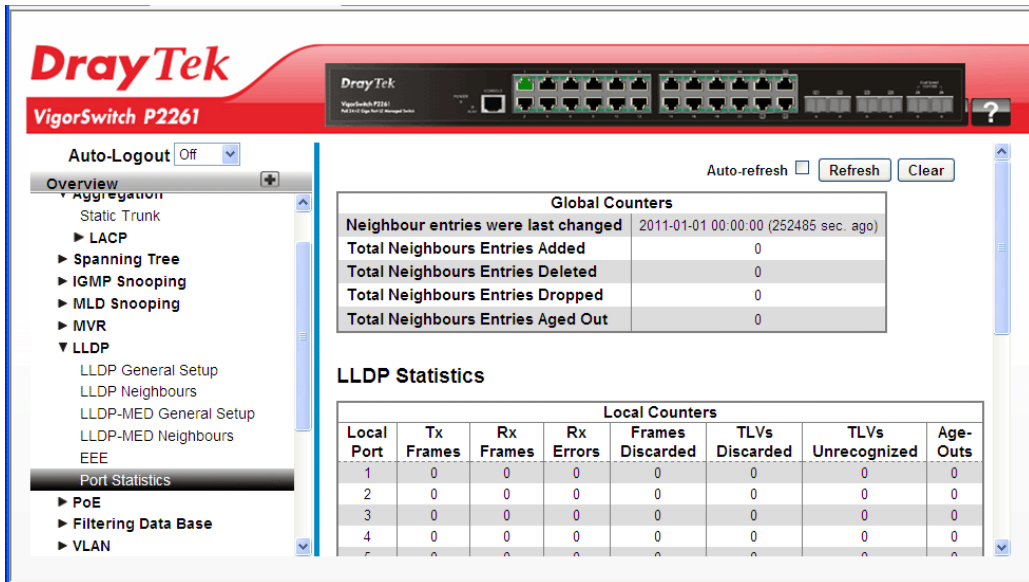 DrayTek
VigorSwitch P2261
DrayTek
VigorSwitch P2261
CONSOLE
POWER
?
Auto-Logout Off
Overview
Aggregation
Static Trunk
LACP
Spanning Tree
IGMP Snooping
MLD Snooping
MVR
LLDP
LLDP General Setup
LLDP Neighbours
LLDP-MED General Setup
LLDP-MED Neighbours
EEE
Port Statistics
PoE
Filtering Data Base
VLAN
Auto-refresh Refresh Clear
Global Counters
Neighbour entries were last changed 2011-01-01 00:00:00 (252485 sec. ago)
Total Neighbours Entries Added 0
Total Neighbours Entries Deleted 0
Total Neighbours Entries Dropped 0
Total Neighbours Entries Aged Out 0
LLDP Statistics
Local Counters
Local Port Tx Frames Rx Frames Rx Errors Frames Discarded TLVs Discarded TLVs Unrecognized Age-Outs
1 0 0 0 0 0 0 0
2 0 0 0 0 0 0 0
3 0 0 0 0 0 0 0
4 0 0 0 0 0 0 0